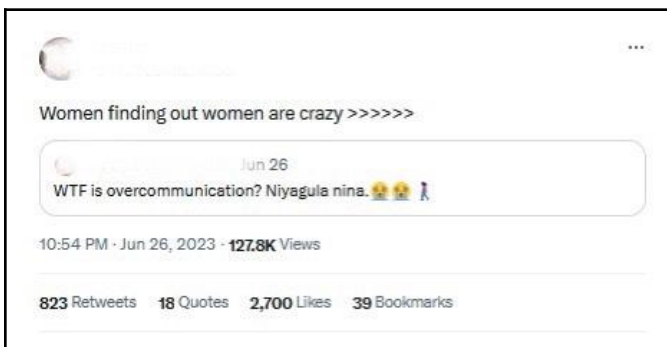 Women finding out women are crazy >>>>>>
Jun 26
WTF is overcommunication? Niyagula nina.😭😭🚶
10:54 PM · Jun 26, 2023 · 127.8K Views
823 Retweets 18 Quotes 2,700 Likes 39 Bookmarks